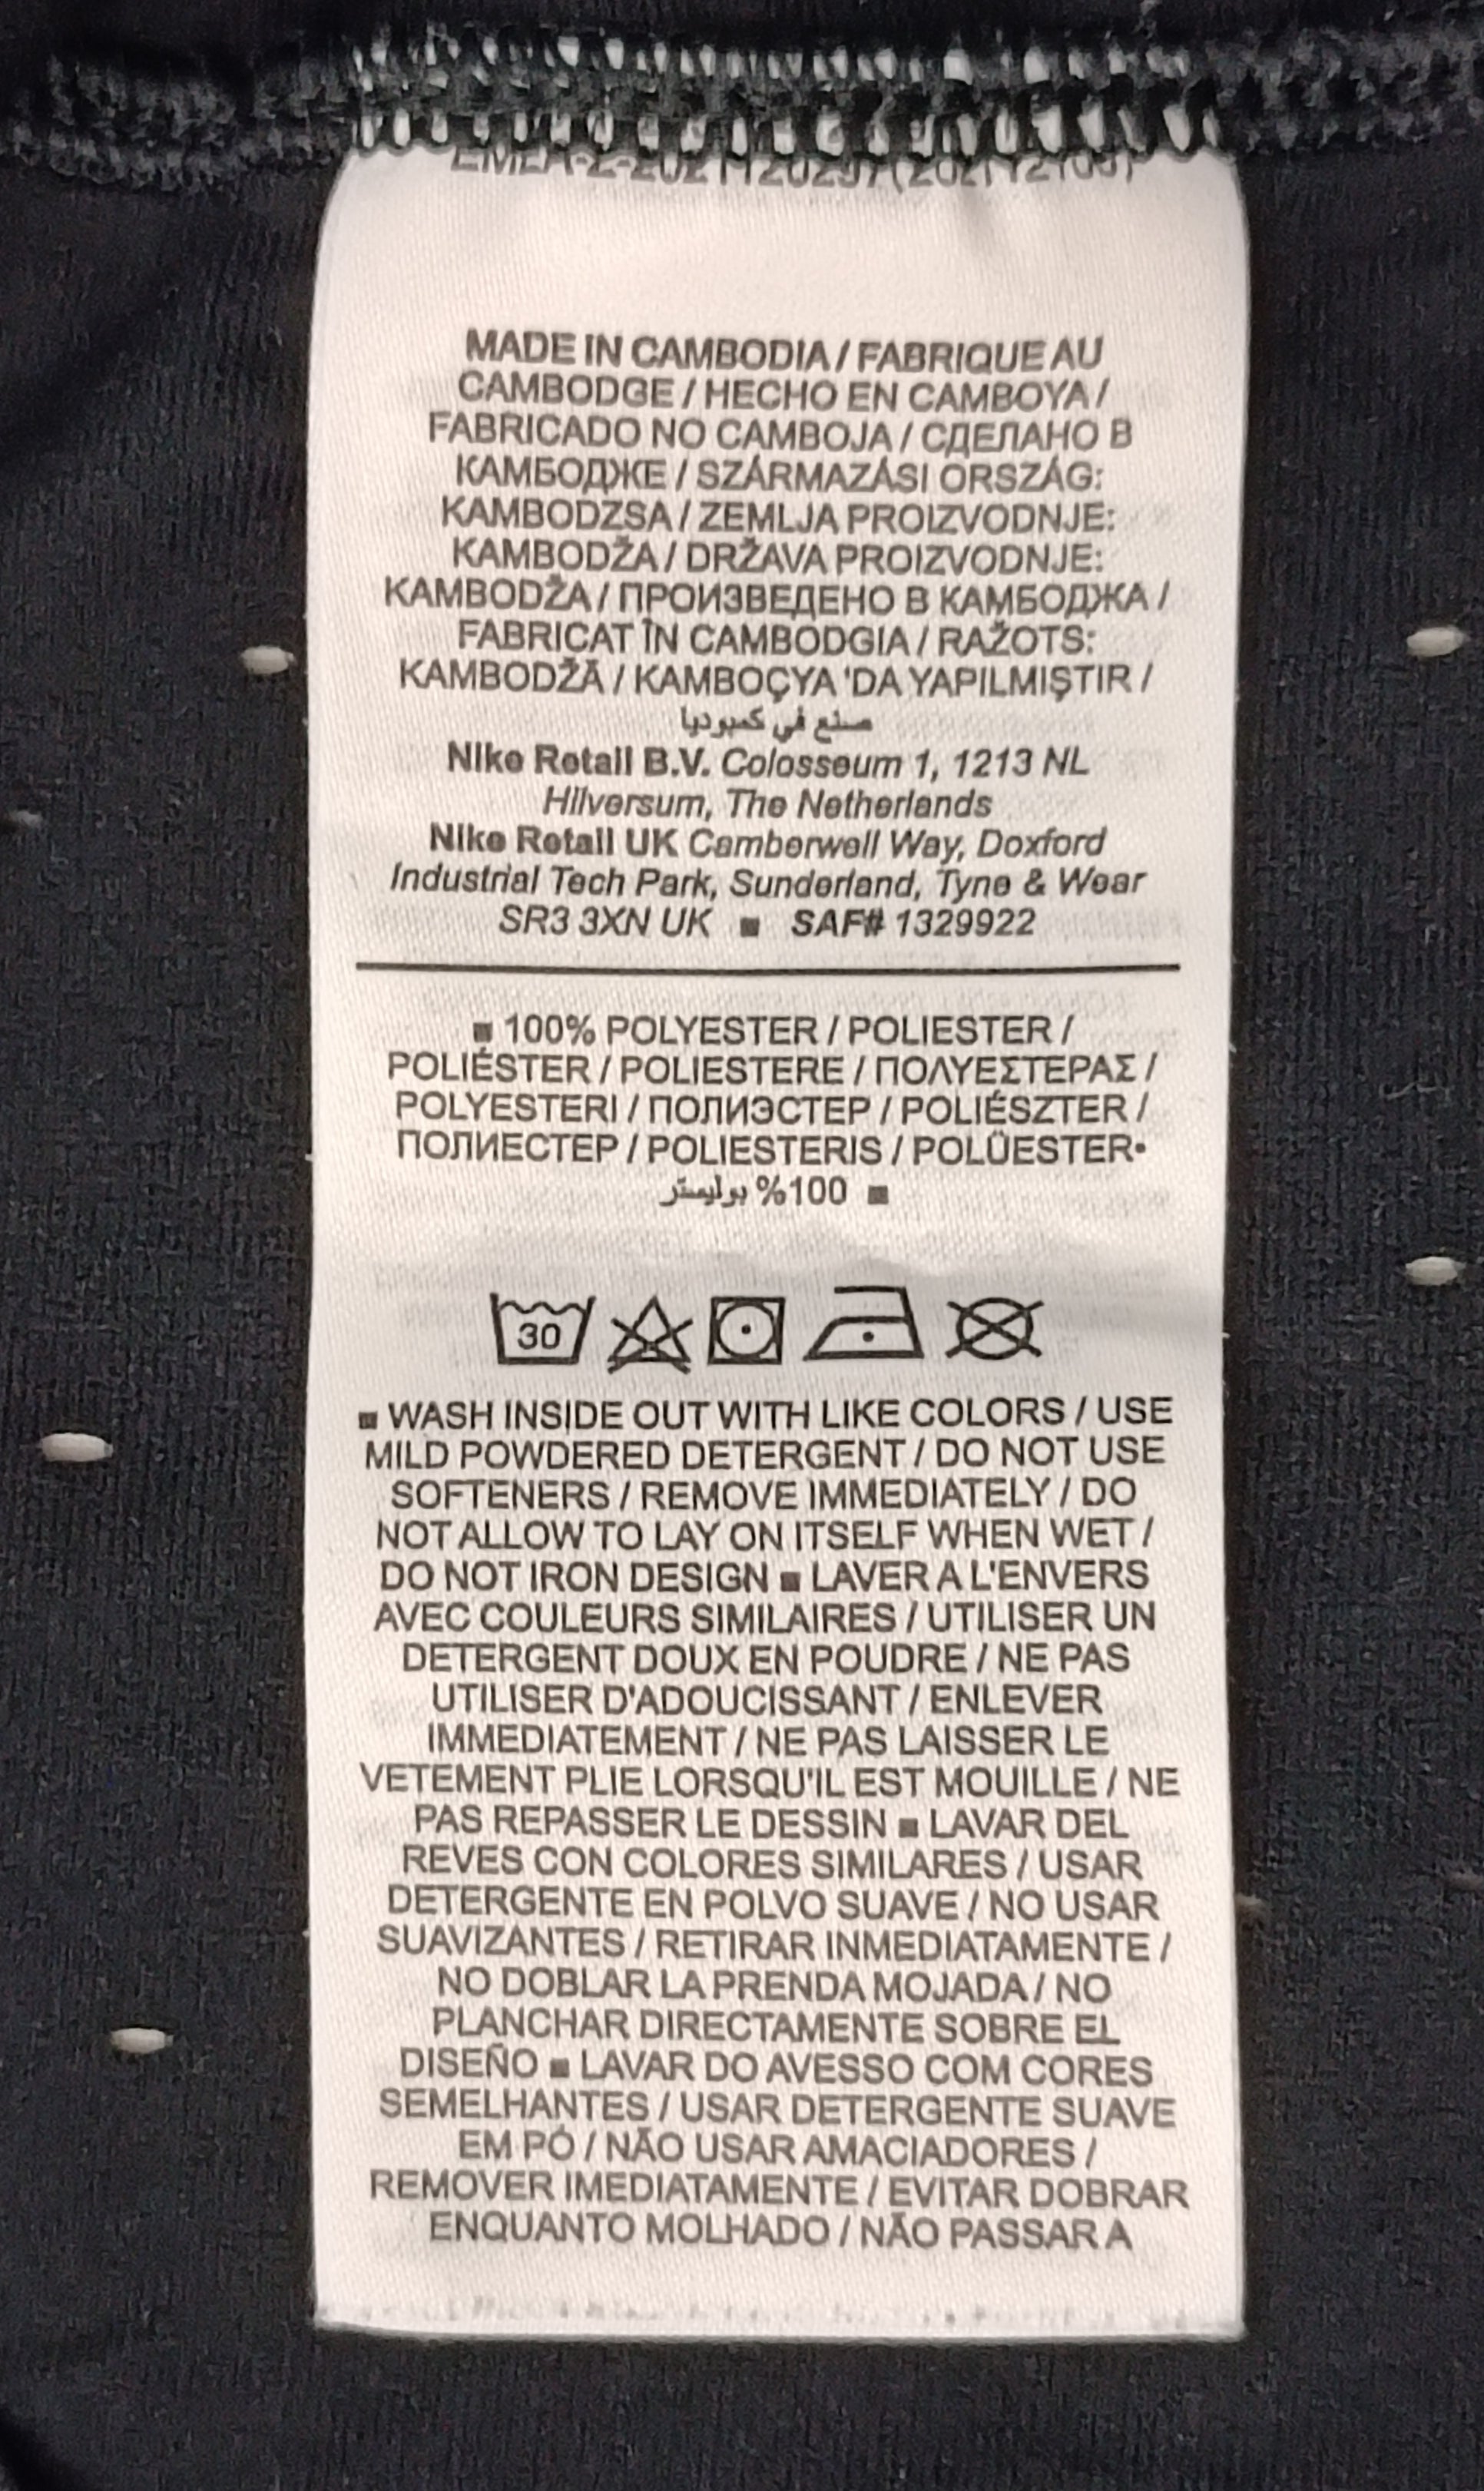 MADE IN CAMBODIA / FABRIQUE AU
CAMBODGE / HECHO EN CAMBOYA /
FABRICADO NO CAMBOJA / СДЕЛАНО В
КАМБОДЖЕ / SZÁRMAZÁSI ORSZÁG:
KAMBODZSA / ZEMLJA PROIZVODNJE:
KAMBODŽA / DRŽAVA PROIZVODNJE:
KAMBODŽA / ПРОИЗВЕДЕНО В КАМБОДЖА /
FABRICAT ÎN CAMBODGIA / RAŽOTS:
KAMBODŽĀ / KAMBOÇYA 'DA YAPILMIŞTIR /
صنع في كمبوديا
Nike Retail B.V. Colosseum 1, 1213 NL
Hilversum, The Netherlands
Nike Retail UK Camberwell Way, Doxford
Industrial Tech Park, Sunderland, Tyne & Wear
SR3 3XN UK ■ SAF# 1329922
■ 100% POLYESTER / POLIESTER /
POLIÉSTER / POLIESTERE / ΠΟΛΥΕΣΤΕΡΑΣ /
POLYESTERI / ПОЛИЭСТЕР / POLIÉSZTER /
ПОЛИЕСТЕР / POLIESTERIS / POLÜESTER•
■ 100% بوليستر
30
■ WASH INSIDE OUT WITH LIKE COLORS / USE
MILD POWDERED DETERGENT / DO NOT USE
SOFTENERS / REMOVE IMMEDIATELY / DO
NOT ALLOW TO LAY ON ITSELF WHEN WET /
DO NOT IRON DESIGN ■ LAVER A L'ENVERS
AVEC COULEURS SIMILAIRES / UTILISER UN
DETERGENT DOUX EN POUDRE / NE PAS
UTILISER D'ADOUCISSANT / ENLEVER
IMMEDIATEMENT / NE PAS LAISSER LE
VETEMENT PLIE LORSQU'IL EST MOUILLE / NE
PAS REPASSER LE DESSIN ■ LAVAR DEL
REVES CON COLORES SIMILARES / USAR
DETERGENTE EN POLVO SUAVE / NO USAR
SUAVIZANTES / RETIRAR INMEDIATAMENTE /
NO DOBLAR LA PRENDA MOJADA / NO
PLANCHAR DIRECTAMENTE SOBRE EL
DISEÑO ■ LAVAR DO AVESSO COM CORES
SEMELHANTES / USAR DETERGENTE SUAVE
EM PÓ / NÃO USAR AMACIADORES /
REMOVER IMEDIATAMENTE / EVITAR DOBRAR
ENQUANTO MOLHADO / NÃO PASSAR A